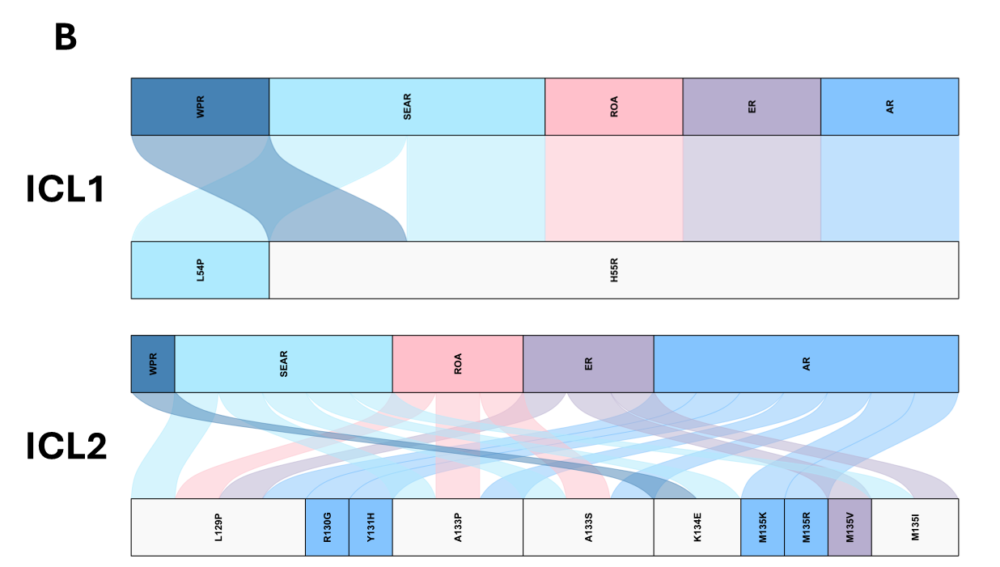 B
WPR
SEAR
ROA
ER
AR
ICL1
L54P
H55R
WPR
SEAR
ROA
ER
AR
ICL2
L129P
R130G
Y131H
A133P
A133S
K134E
M135K
M135R
M135V
M135I